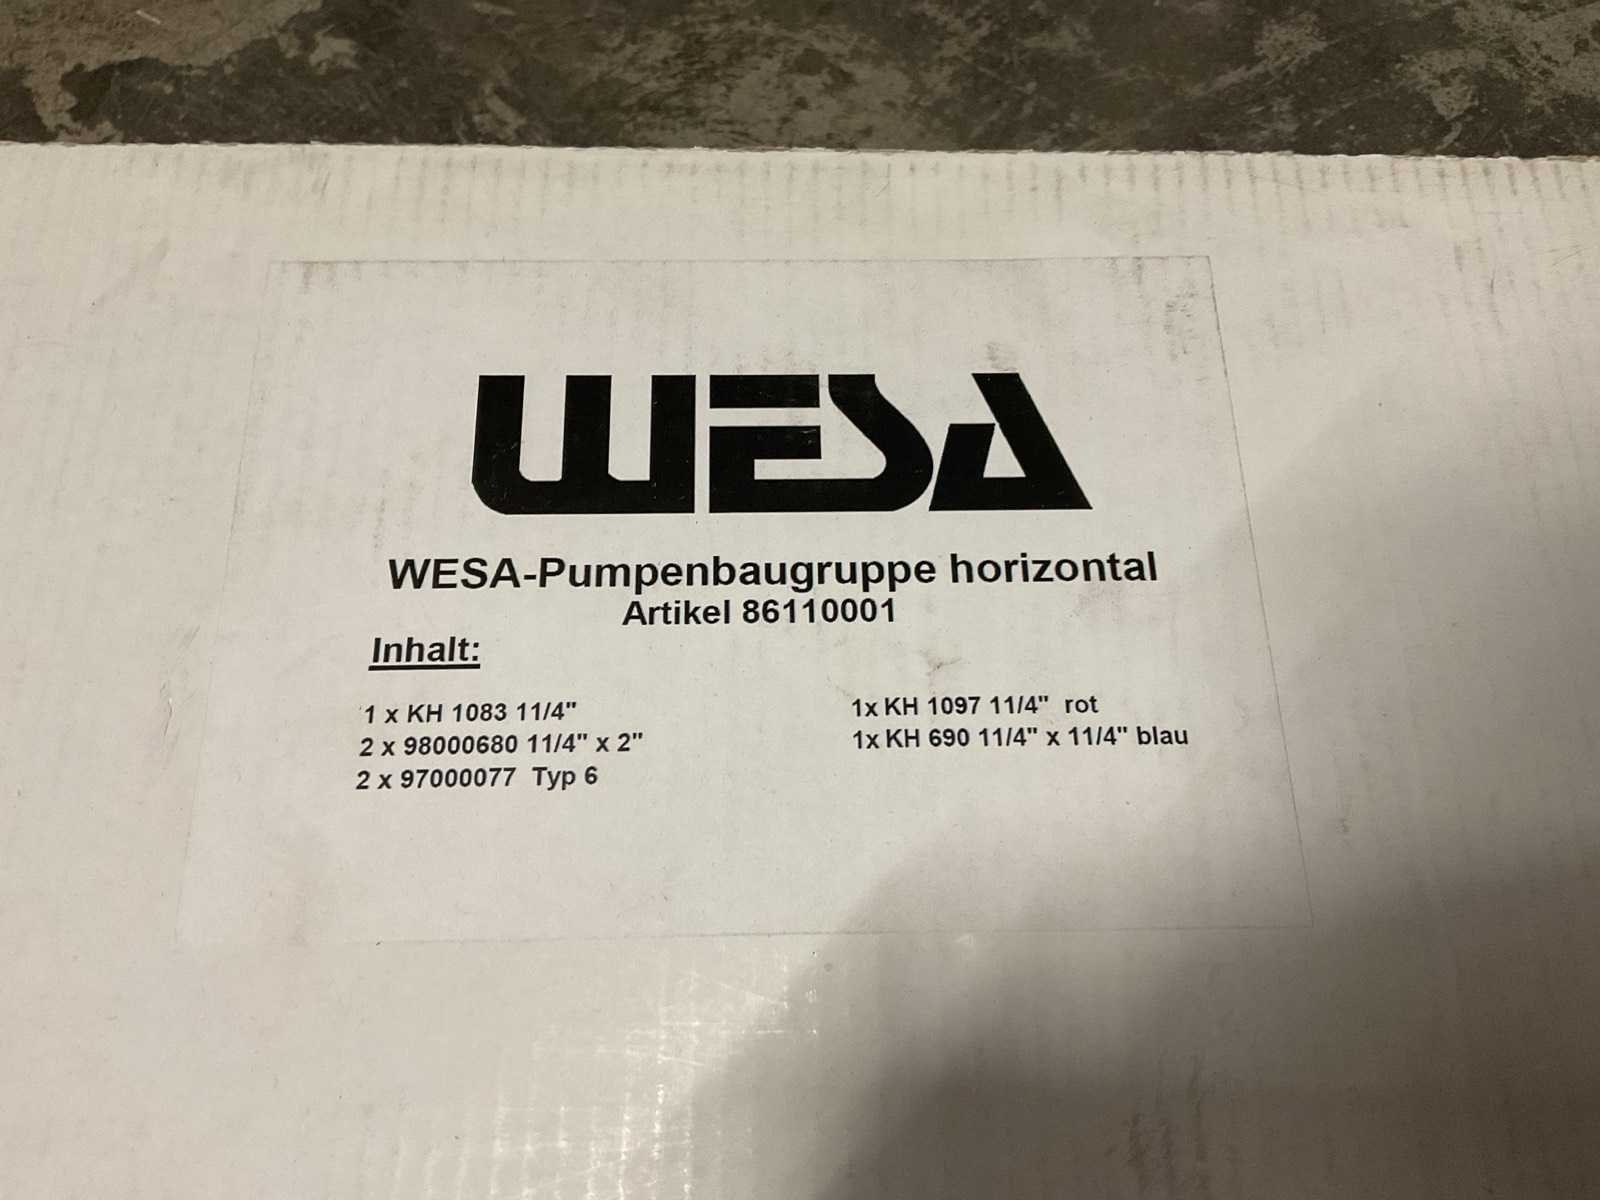 WESA
WESA-Pumpenbaugruppe horizontal
Artikel 86110001
Inhalt:
1 x KH 1083 11/4"
2 x 98000680 11/4" x 2"
2 x 97000077 Typ 6
1x KH 1097 11/4" rot
1x KH 690 11/4" x 11/4" blau